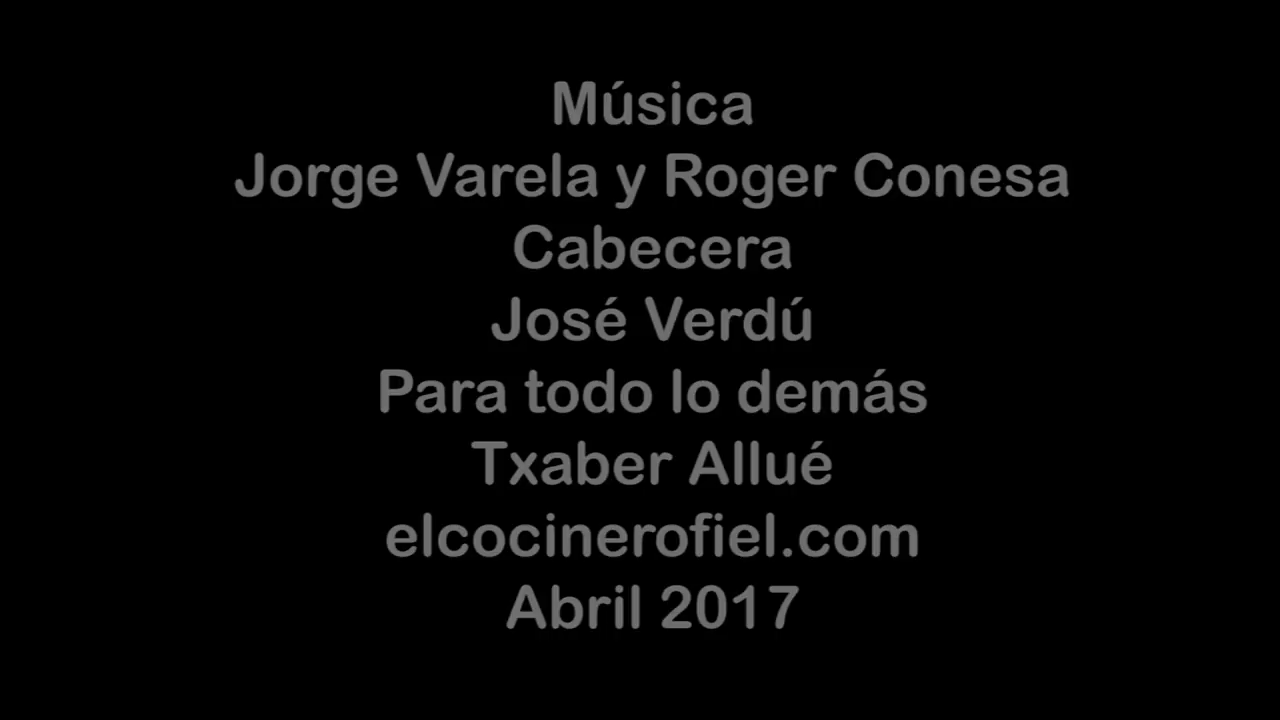 Música
Jorge Varela y Roger Conesa
Cabecera
José Verdú
Para todo lo demás
Txaber Allué
elcocinerofiel.com
Abril 2017